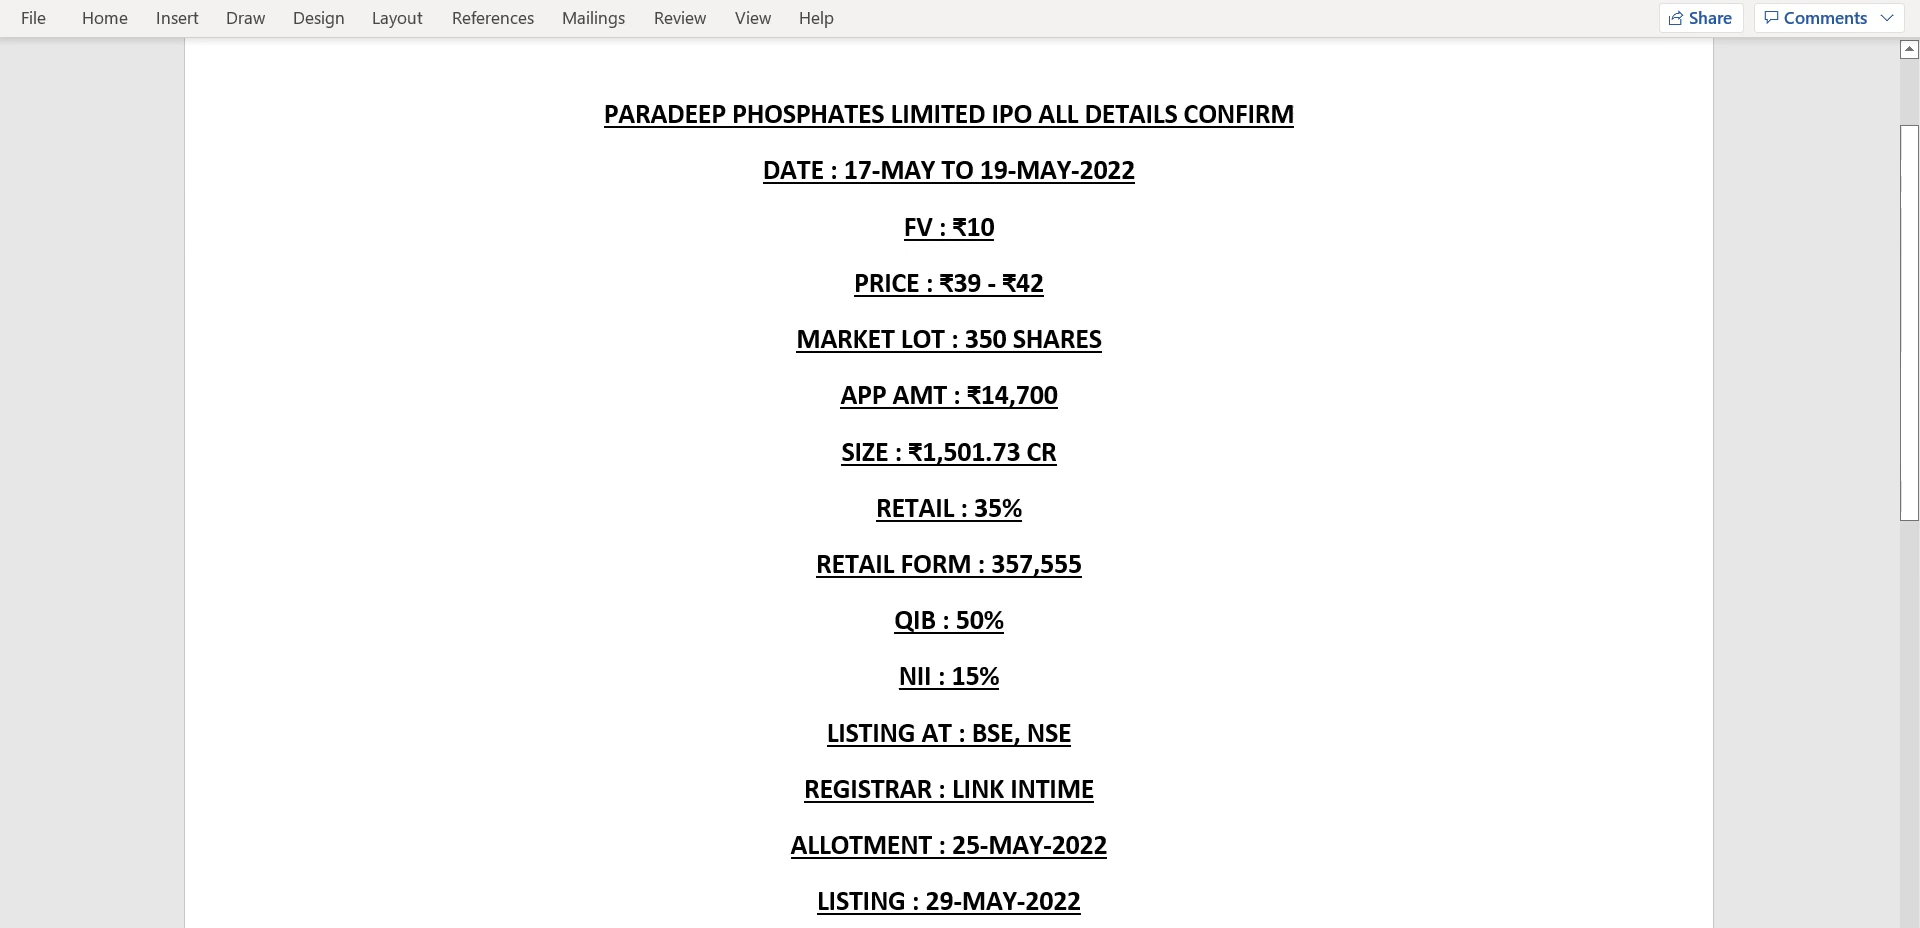 File Home Insert Draw Design Layout References Mailings Review View Help Share Comments
PARADEEP PHOSPHATES LIMITED IPO ALL DETAILS CONFIRM
DATE : 17-MAY TO 19-MAY-2022
FV : ₹10
PRICE : ₹39 - ₹42
MARKET LOT : 350 SHARES
APP AMT : ₹14,700
SIZE : ₹1,501.73 CR
RETAIL : 35%
RETAIL FORM : 357,555
QIB : 50%
NII : 15%
LISTING AT : BSE, NSE
REGISTRAR : LINK INTIME
ALLOTMENT : 25-MAY-2022
LISTING : 29-MAY-2022